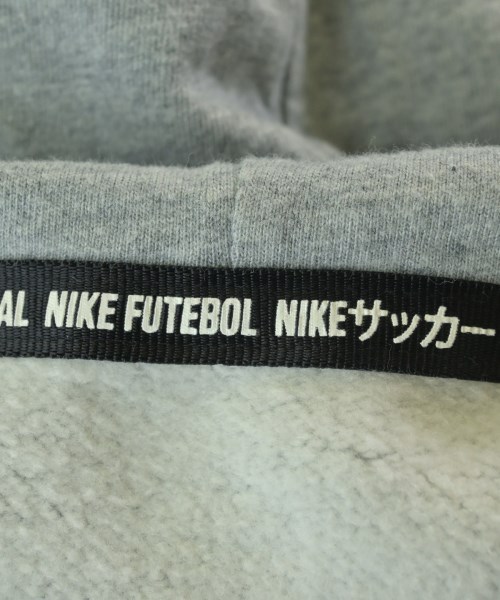 AL NIKE FUTEBOL NIKEサッカー